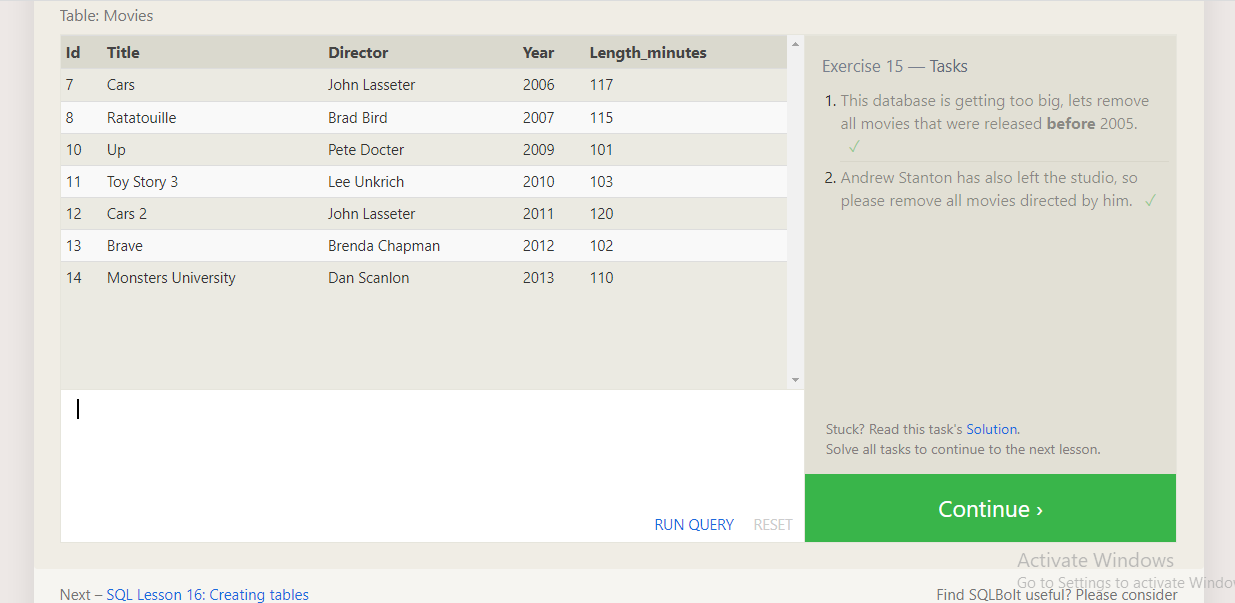 Table: Movies
Id Title Director Year Length_minutes
7 Cars John Lasseter 2006 117
8 Ratatouille Brad Bird 2007 115
10 Up Pete Docter 2009 101
11 Toy Story 3 Lee Unkrich 2010 103
12 Cars 2 John Lasseter 2011 120
13 Brave Brenda Chapman 2012 102
14 Monsters University Dan Scanlon 2013 110
RUN QUERY RESET
Exercise 15 — Tasks
1. This database is getting too big, lets remove
all movies that were released before 2005.
✓
2. Andrew Stanton has also left the studio, so
please remove all movies directed by him. ✓
Stuck? Read this task's Solution.
Solve all tasks to continue to the next lesson.
Continue ›
Activate Windows
Go to Settings to activate Windo
Next – SQL Lesson 16: Creating tables
Find SQLBolt useful? Please consider